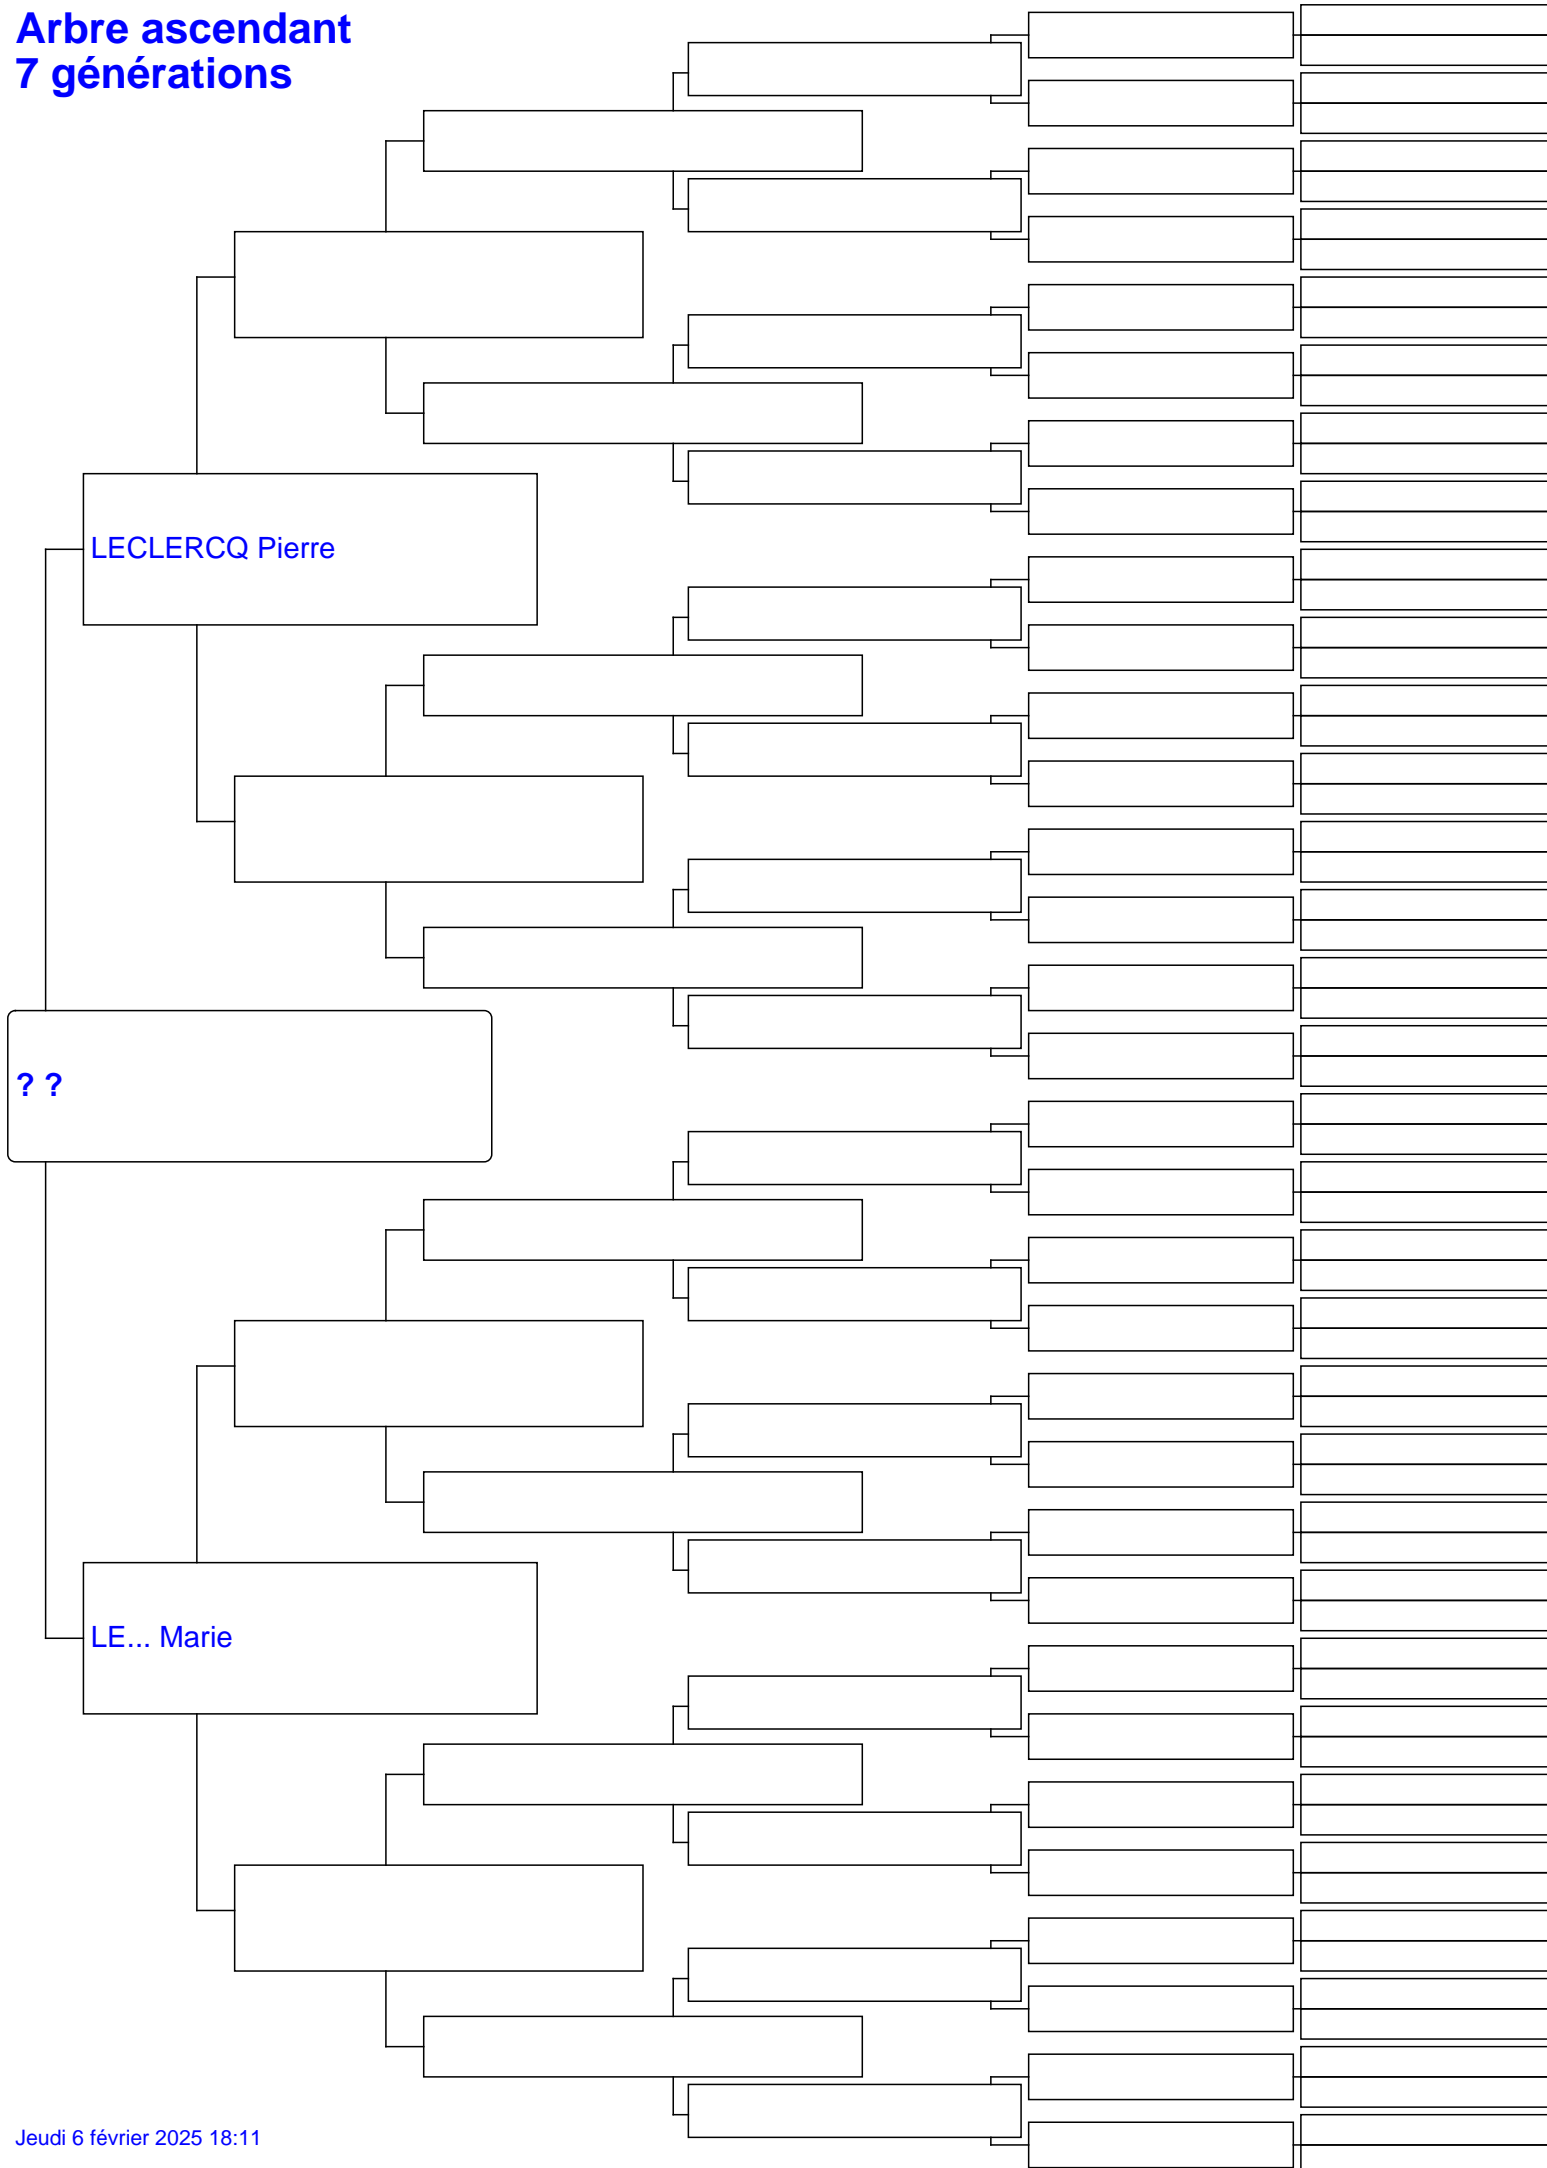 Arbre ascendant
7 générations
LECLERCQ Pierre
? ?
LE... Marie
Jeudi 6 février 2025 18:11